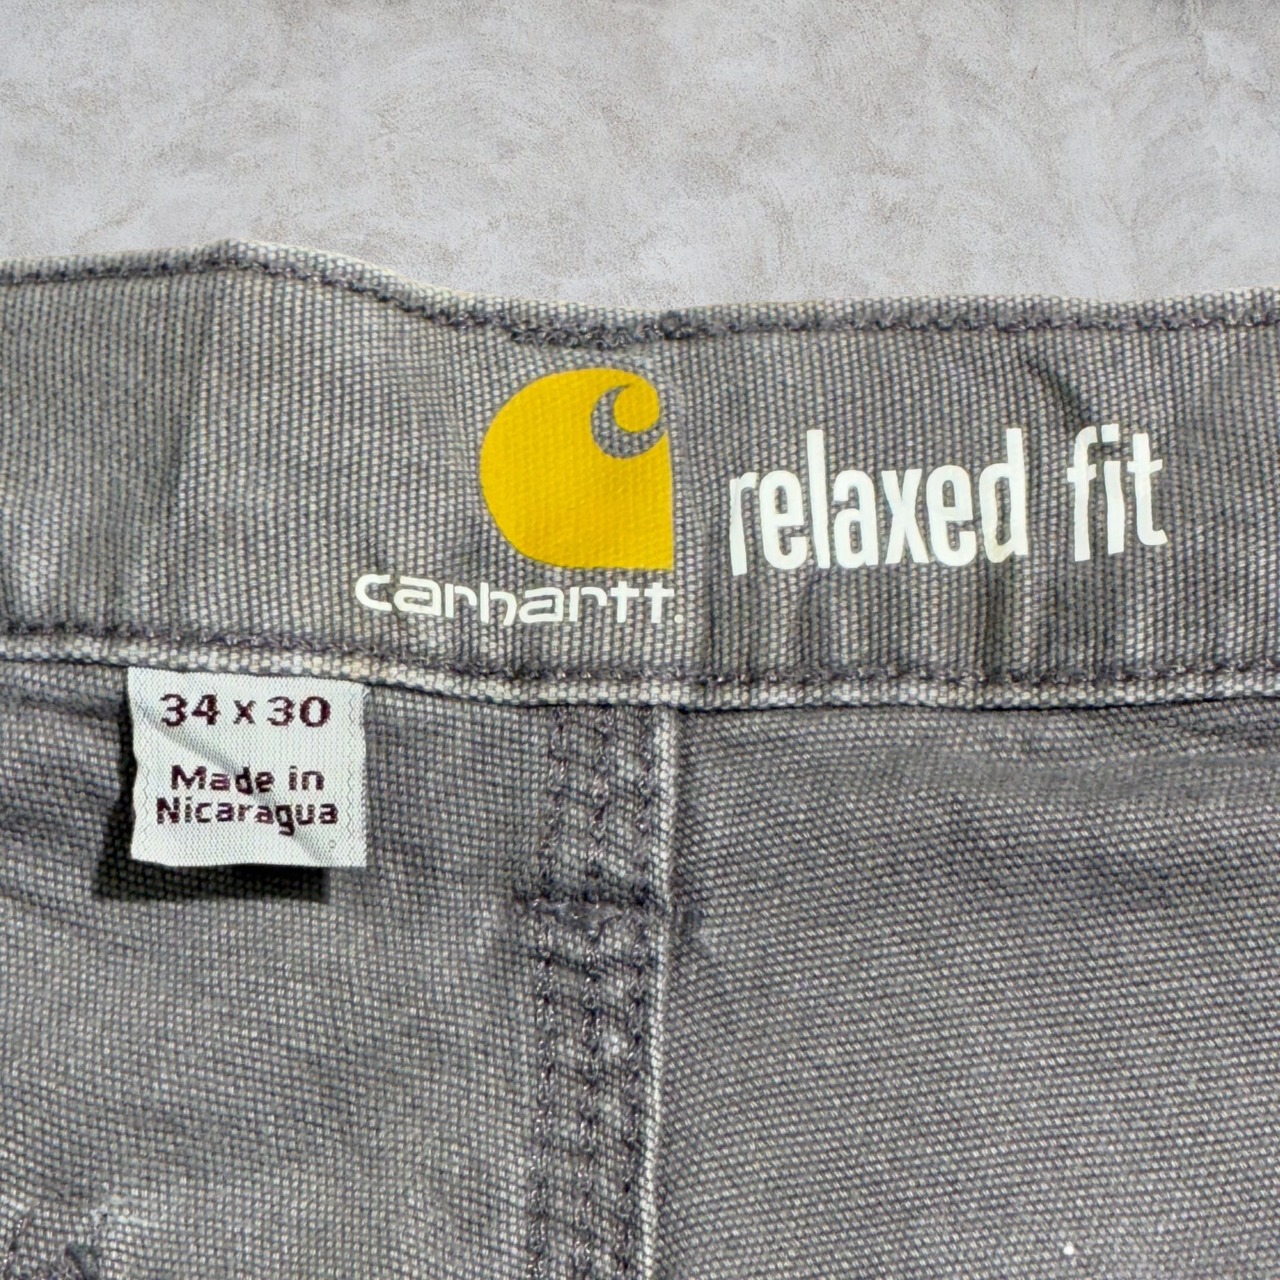 carhartt.
relaxed fit
34 x 30
Made in
Nicaragua